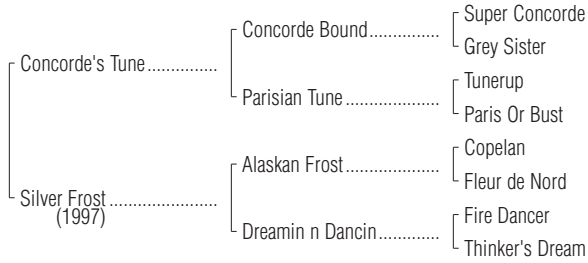 Super Concorde
Concorde Bound...............
Grey Sister
Concorde's Tune...............
Tunerup
Parisian Tune....................
Paris Or Bust
Copelan
Alaskan Frost....................
Fleur de Nord
Silver Frost.......................
(1997)
Fire Dancer
Dreamin n Dancin.............
Thinker's Dream